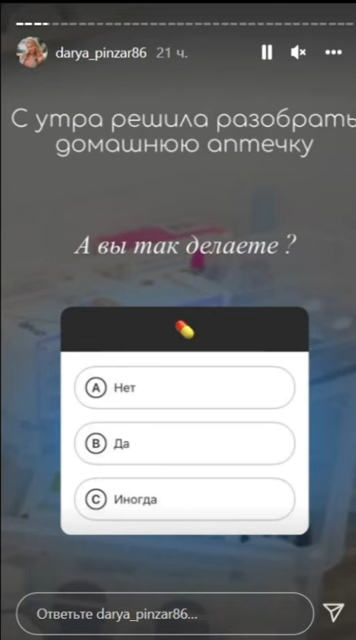 darya_pinzar86 21 ч.
С утра решила разобрать
домашнюю аптечку
А вы так делаете ?
A Нет
B Да
C Иногда
Ответьте darya_pinzar86...